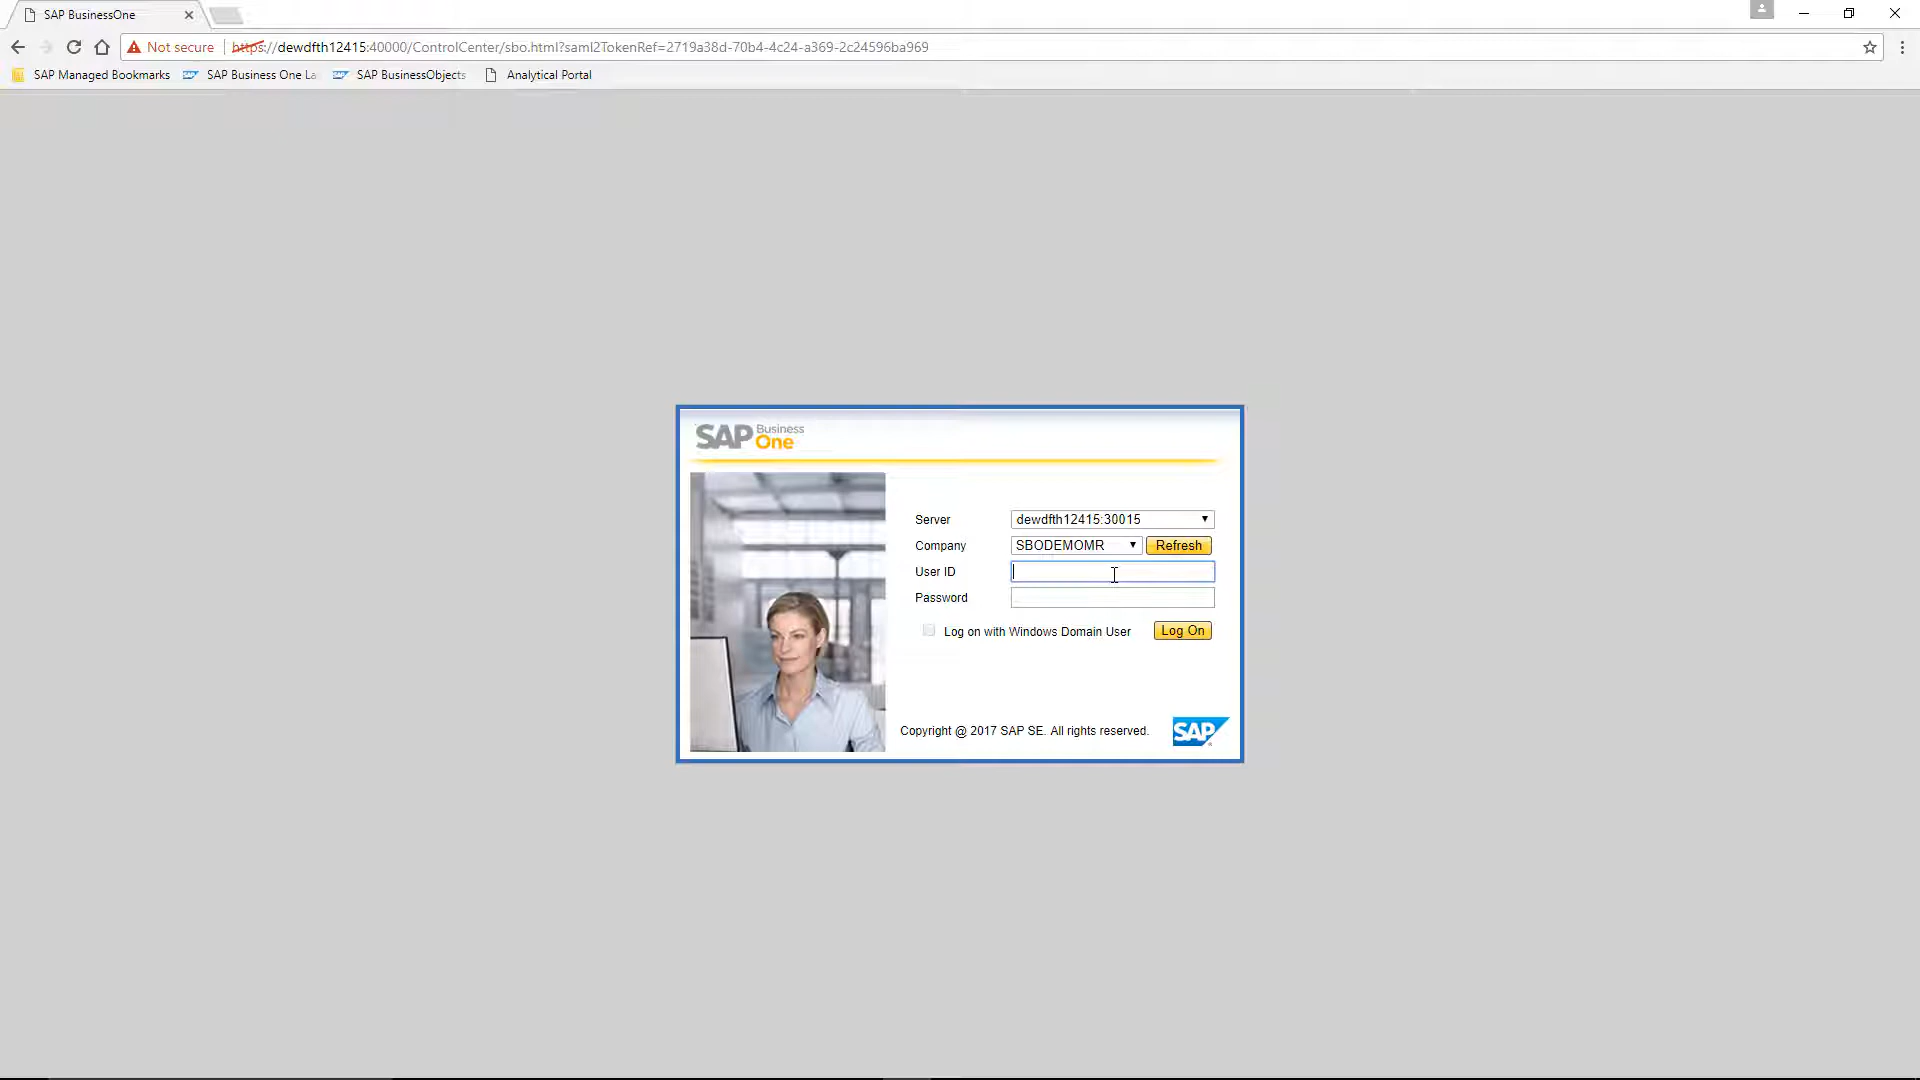 SAP BusinessOne
Not secure https://dewdfth12415:40000/ControlCenter/sbo.html?saml2TokenRef=2719a38d-70b4-4c24-a369-2c24596ba969
SAP Managed Bookmarks SAP Business One La SAP BusinessObjects Analytical Portal
SAP Business One
Server dewdfth12415:30015
Company SBODEMOMR Refresh
User ID
Password
Log on with Windows Domain User Log On
Copyright @ 2017 SAP SE. All rights reserved. SAP